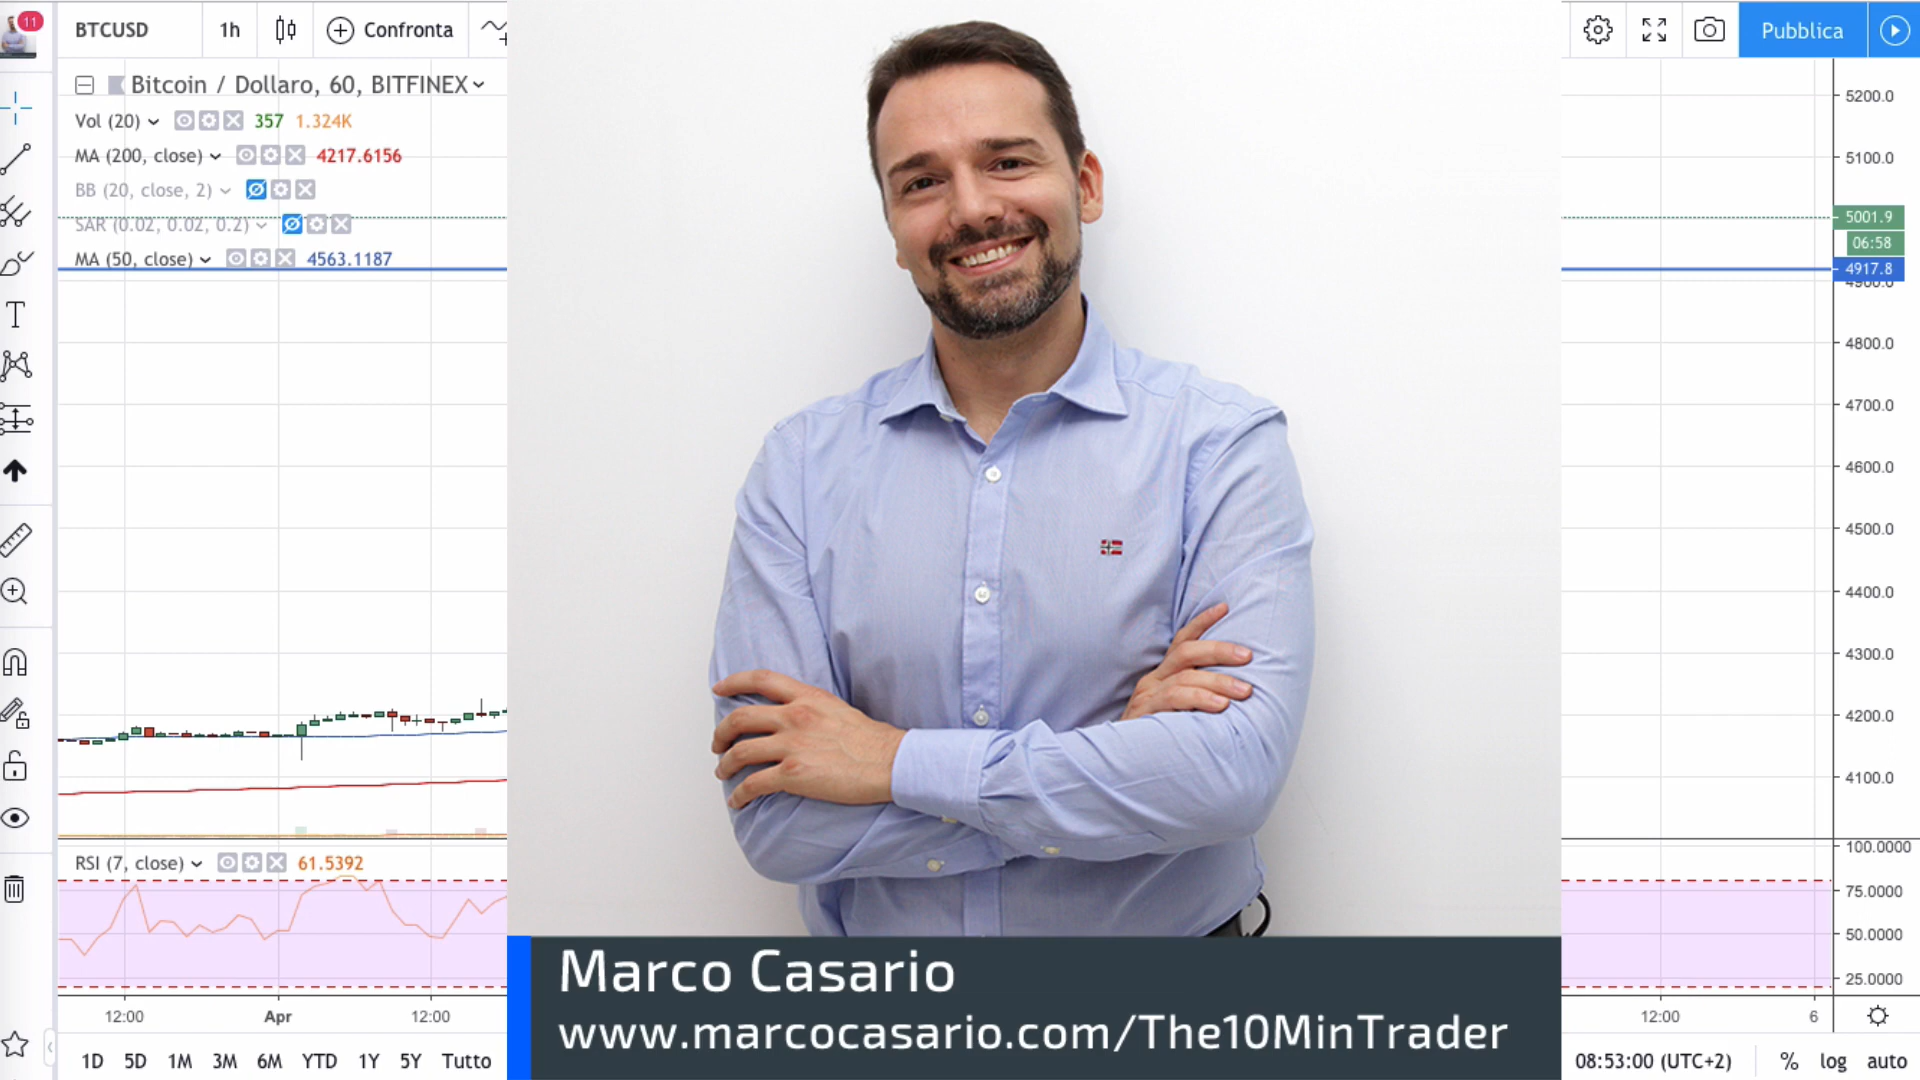 11
BTCUSD
1h
Confronta
Pubblica
Bitcoin / Dollaro, 60, BITFINEX
Vol (20) 357 1.324K
MA (200, close) 4217.6156
BB (20, close, 2)
SAR (0.02, 0.02, 0.2)
MA (50, close) 4563.1187
5200.0
5100.0
5001.9
06:58
4917.8
4900.0
4800.0
4700.0
4600.0
4500.0
4400.0
4300.0
4200.0
4100.0
RSI (7, close) 61.5392
100.0000
75.0000
50.0000
25.0000
12:00 Apr 12:00
12:00 6
Marco Casario
www.marcocasario.com/The10MinTrader
1D 5D 1M 3M 6M YTD 1Y 5Y Tutto
08:53:00 (UTC+2) % log auto